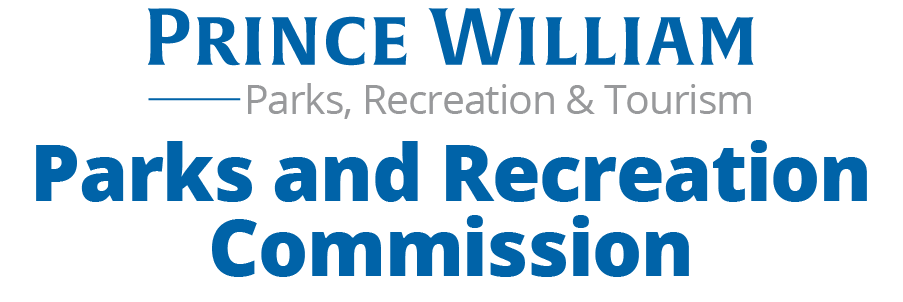 PRINCE WILLIAM
Parks, Recreation & Tourism
Parks and Recreation
Commission